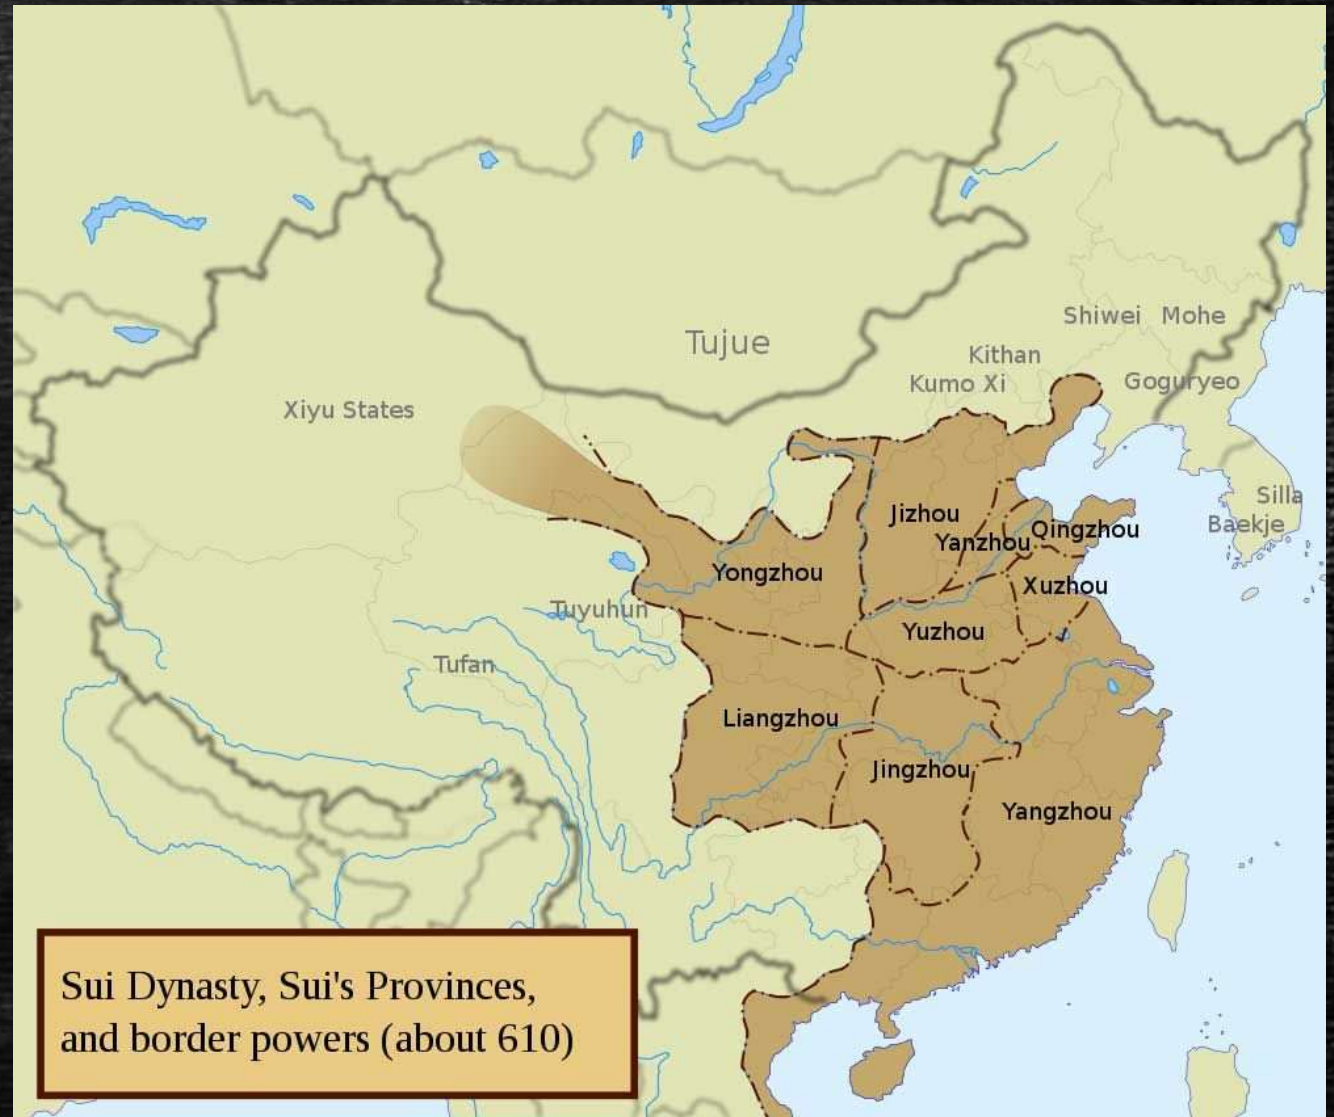 Shiwei Mohe
Tujue
Kithan
Kumo Xi
Goguryeo
Xiyu States
Silla
Baekje
Jizhou
Yanzhou
Qingzhou
Yongzhou
Xuzhou
Tuyuhun
Yuzhou
Tufan
Liangzhou
Jingzhou
Yangzhou
Sui Dynasty, Sui's Provinces,
and border powers (about 610)